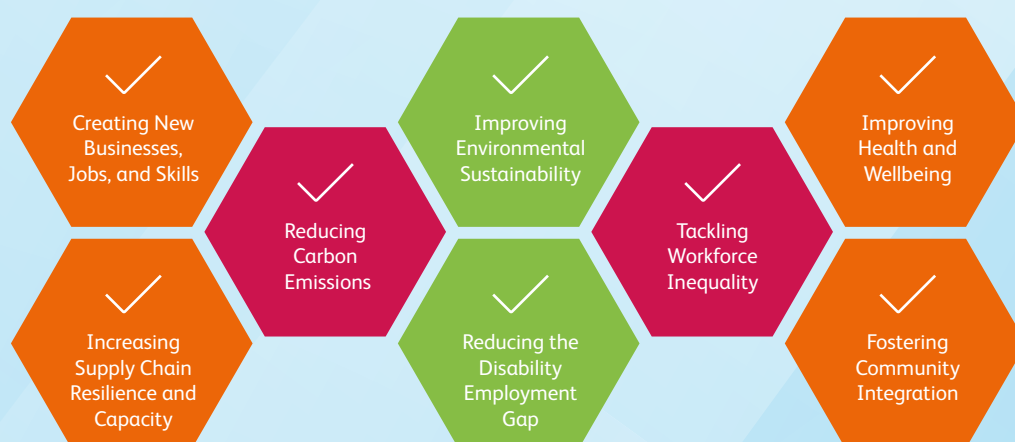 Creating New
Businesses,
Jobs, and Skills
Reducing
Carbon
Emissions
Improving
Environmental
Sustainability
Tackling
Workforce
Inequality
Improving
Health and
Wellbeing
Increasing
Supply Chain
Resilience and
Capacity
Reducing the
Disability
Employment
Gap
Fostering
Community
Integration